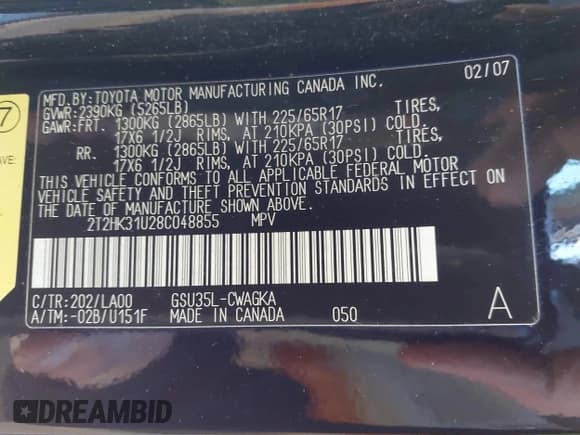 MFD.BY:TOYOTA MOTOR MANUFACTURING CANADA INC. 02/07
GVWR:2390KG (5265LB)
GAWR:FRT. 1300KG (2865LB) WITH 225/65R17 TIRES,
17X6 1/2J RIMS, AT 210KPA (30PSI) COLD.
RR. 1300KG (2865LB) WITH 225/65R17 TIRES,
17X6 1/2J RIMS, AT 210KPA (30PSI) COLD.
THIS VEHICLE CONFORMS TO ALL APPLICABLE FEDERAL MOTOR
VEHICLE SAFETY AND THEFT PREVENTION STANDARDS IN EFFECT ON
THE DATE OF MANUFACTURE SHOWN ABOVE.
2T2HK31U28C048855 MPV
C/TR:202/LA00 GSU35L-CWAGKA
A/TM:-02B/U151F MADE IN CANADA 050 A
7
AVE:
DREAMBID